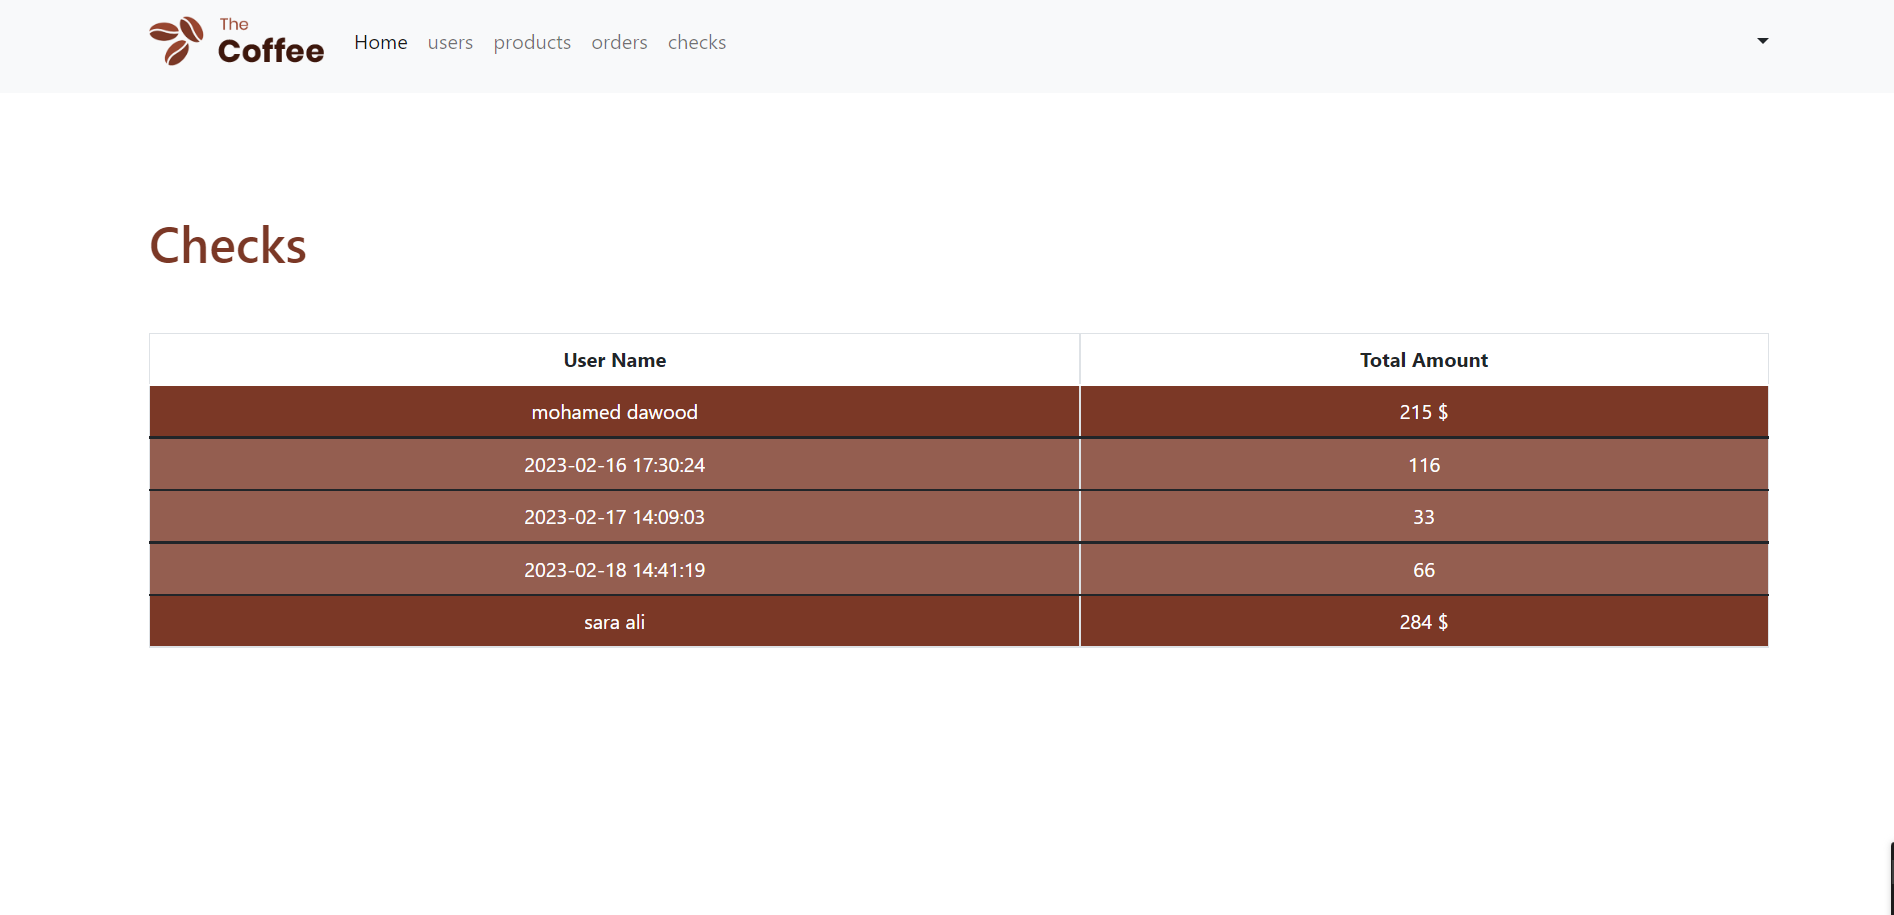 The
Coffee
Home users products orders checks
Checks
User Name Total Amount
mohamed dawood 215 $
2023-02-16 17:30:24 116
2023-02-17 14:09:03 33
2023-02-18 14:41:19 66
sara ali 284 $